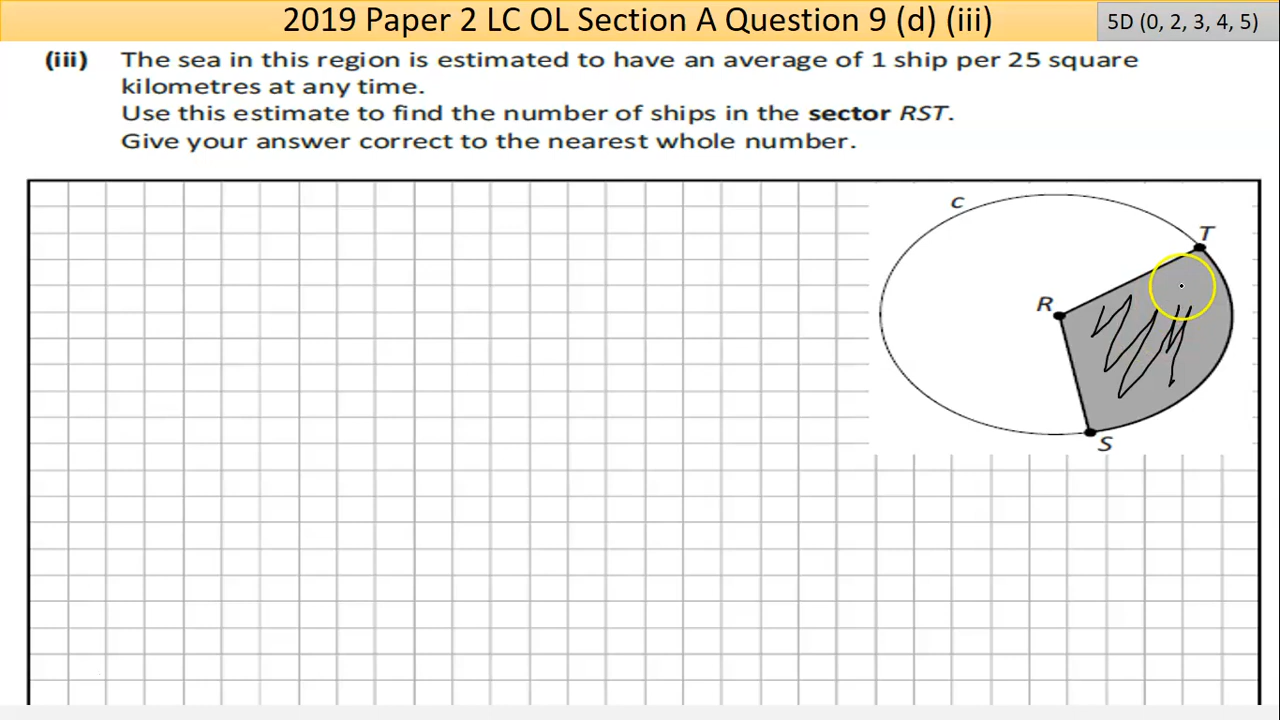 2019 Paper 2 LC OL Section A Question 9 (d) (iii)
5D (0, 2, 3, 4, 5)
(iii) The sea in this region is estimated to have an average of 1 ship per 25 square
kilometres at any time.
Use this estimate to find the number of ships in the sector RST.
Give your answer correct to the nearest whole number.
c
T
R
S